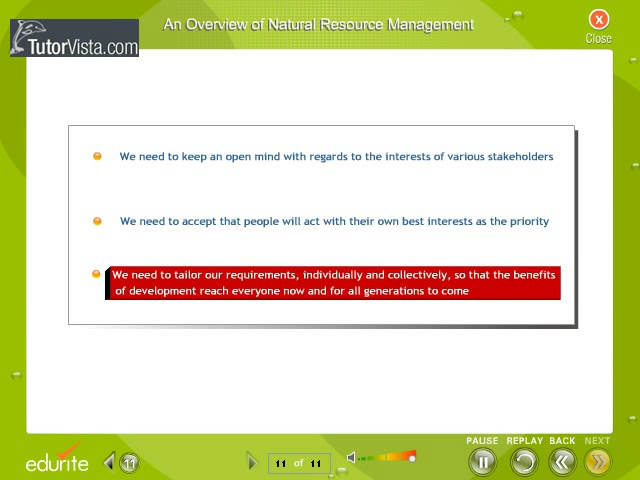 An Overview of Natural Resource Management
TutorVista.com
x
Close
We need to keep an open mind with regards to the interests of various stakeholders
We need to accept that people will act with their own best interests as the priority
We need to tailor our requirements, individually and collectively, so that the benefits
of development reach everyone now and for all generations to come
PAUSE REPLAY BACK NEXT
edurite
11
11 of 11